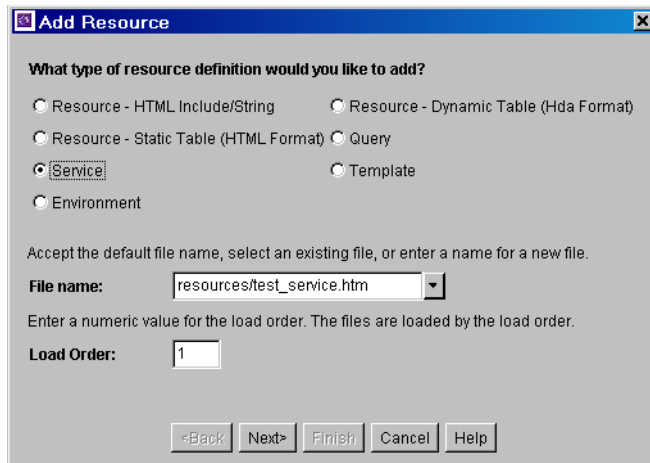 Add Resource
What type of resource definition would you like to add?
Resource - HTML Include/String Resource - Dynamic Table (Hda Format)
Resource - Static Table (HTML Format) Query
Service Template
Environment
Accept the default file name, select an existing file, or enter a name for a new file.
File name: resources/test_service.htm
Enter a numeric value for the load order. The files are loaded by the load order.
Load Order: 1
<Back Next> Finish Cancel Help